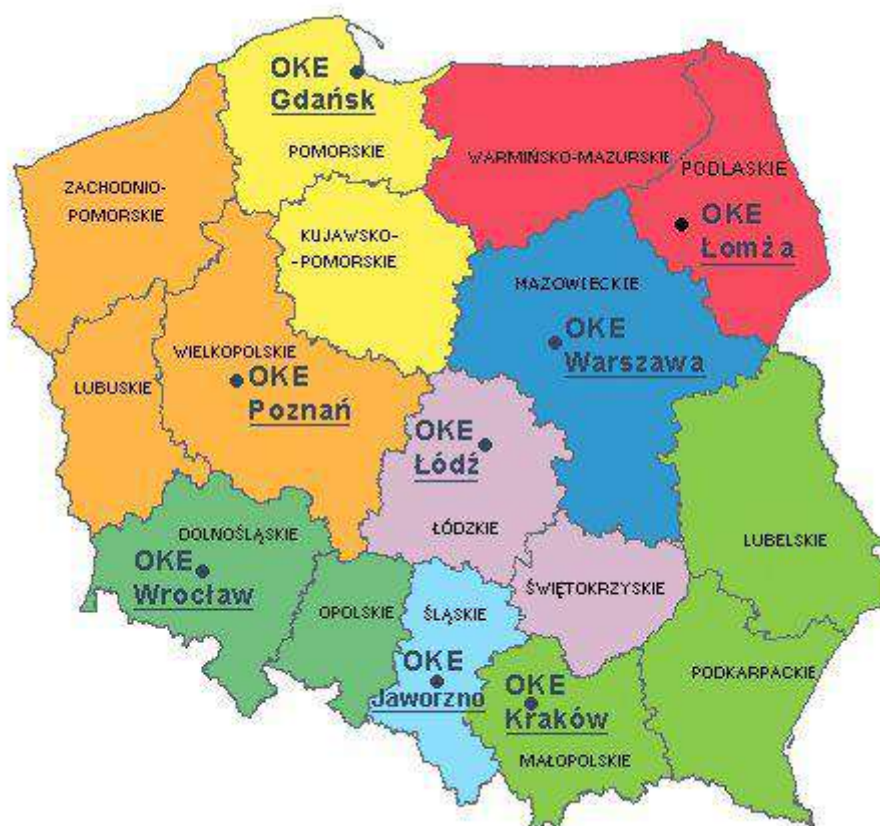 OKE
Gdańsk
POMORSKIE
WARMIŃSKO-MAZURSKIE
PODLASKIE
ZACHODNIO-
POMORSKIE
OKE
Łomża
KUJAWSKO-
-POMORSKIE
MAZOWIECKIE
OKE
Warszawa
WIELKOPOLSKIE
LUBUSKIE
OKE
Poznań
OKE
Łódź
ŁÓDZKIE
DOLNOŚLĄSKIE
LUBELSKIE
OKE
Wrocław
ŚWIĘTOKRZYSKIE
OPOLSKIE
ŚLĄSKIE
OKE
Jaworzno
PODKARPACKIE
OKE
Kraków
MAŁOPOLSKIE